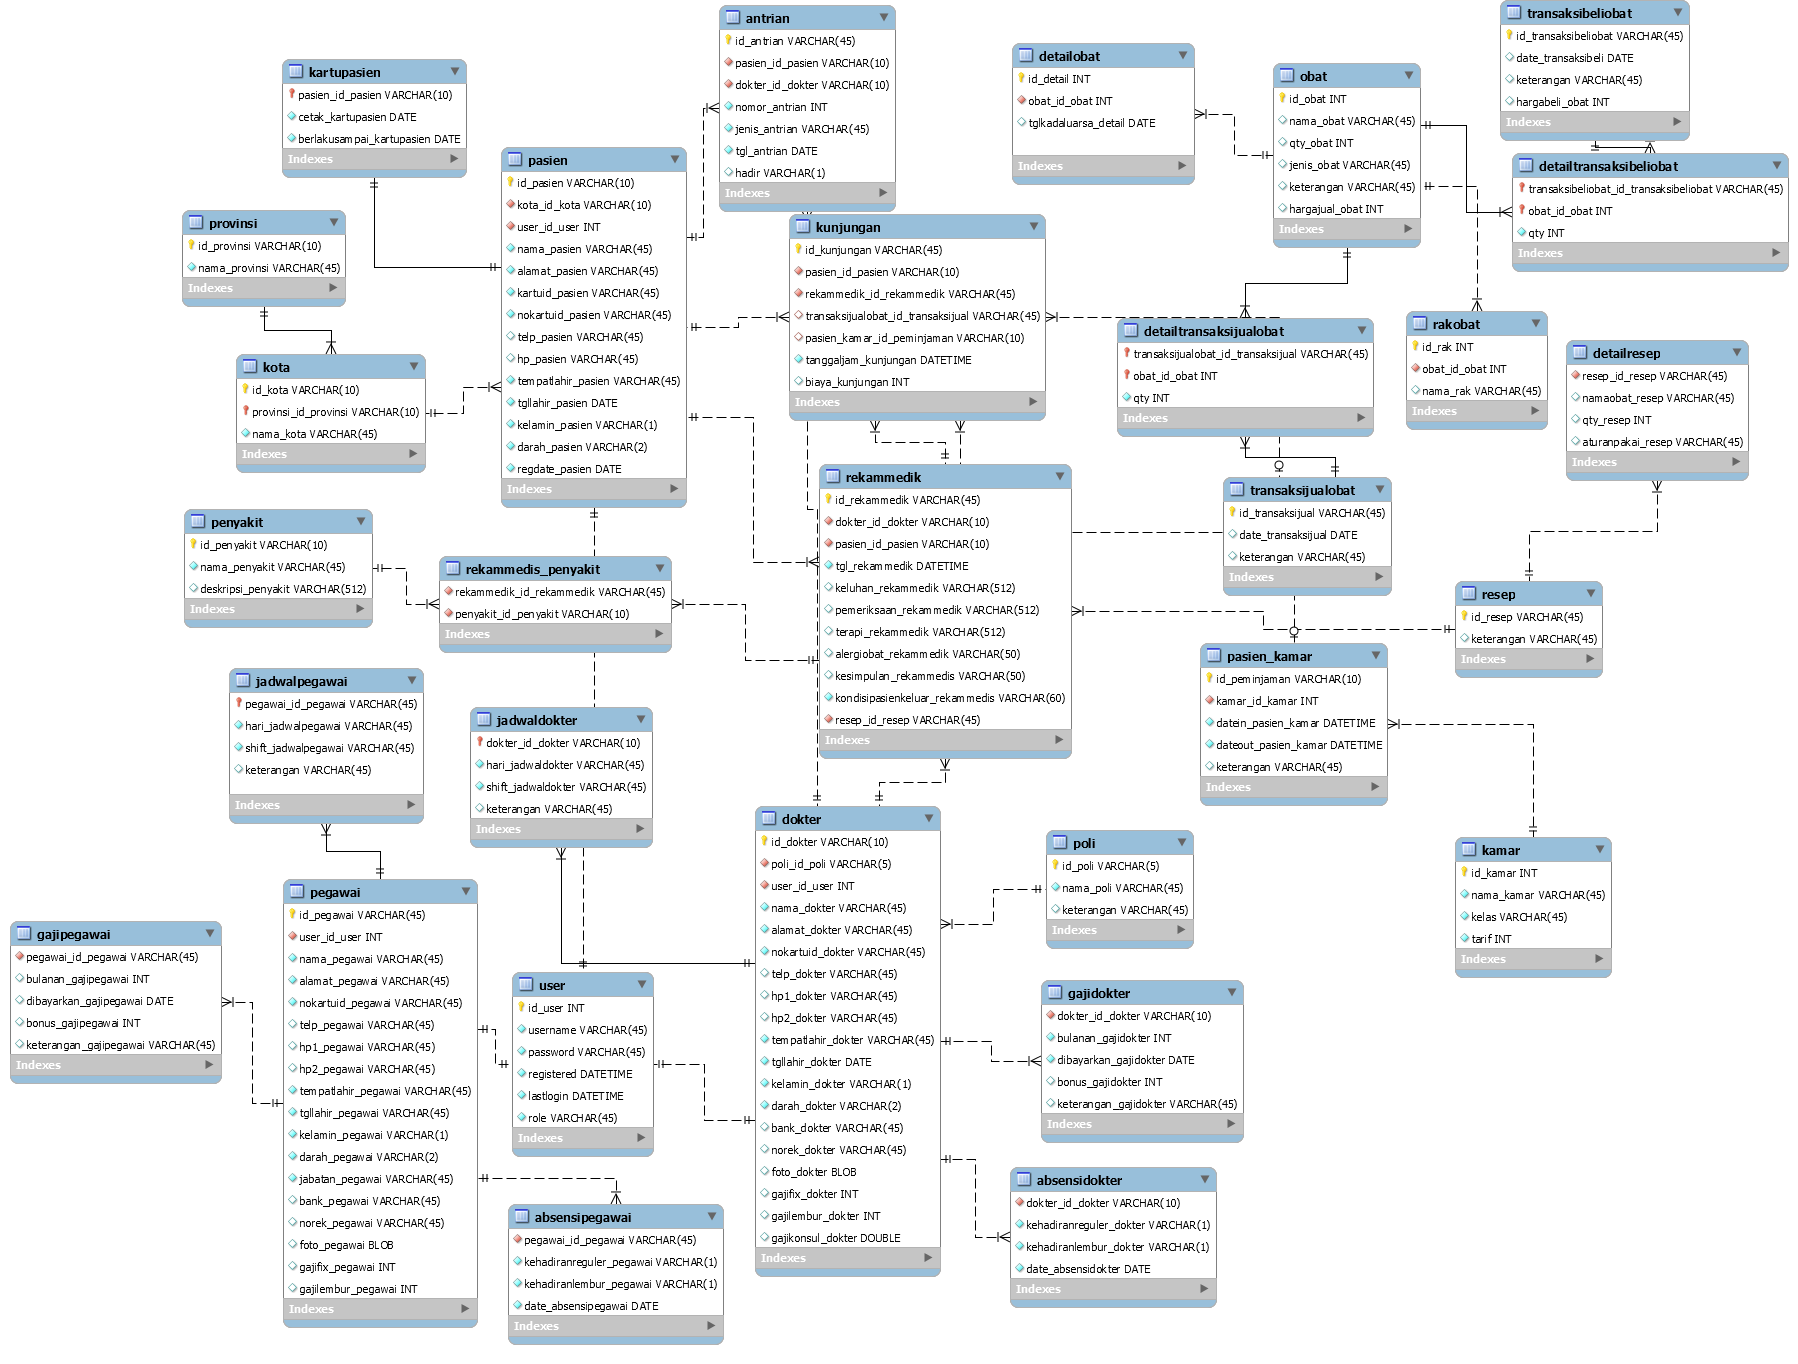 antrian
id_antrian VARCHAR(45)
pasien_id_pasien VARCHAR(10)
dokter_id_dokter VARCHAR(10)
nomor_antrian INT
jenis_antrian VARCHAR(45)
tgl_antrian DATE
hadir VARCHAR(1)
Indexes
transaksibeliobat
id_transaksibeliobat VARCHAR(45)
date_transaksibeli DATE
keterangan VARCHAR(45)
hargabeli_obat INT
Indexes
detailobat
id_detail INT
obat_id_obat INT
tglkadaluarsa_detail DATE
Indexes
obat
id_obat INT
nama_obat VARCHAR(45)
qty_obat INT
jenis_obat VARCHAR(45)
keterangan VARCHAR(45)
hargajual_obat INT
Indexes
kartupasien
pasien_id_pasien VARCHAR(10)
cetak_kartupasien DATE
berlakusampai_kartupasien DATE
Indexes
pasien
id_pasien VARCHAR(10)
kota_id_kota VARCHAR(10)
user_id_user INT
nama_pasien VARCHAR(45)
alamat_pasien VARCHAR(45)
kartuid_pasien VARCHAR(45)
nokartuid_pasien VARCHAR(45)
telp_pasien VARCHAR(45)
hp_pasien VARCHAR(45)
tempatlahir_pasien VARCHAR(45)
tgllahir_pasien DATE
kelamin_pasien VARCHAR(1)
darah_pasien VARCHAR(2)
regdate_pasien DATE
Indexes
detailtransaksibeliobat
transaksibeliobat_id_transaksibeliobat VARCHAR(45)
obat_id_obat INT
qty INT
Indexes
provinsi
id_provinsi VARCHAR(10)
nama_provinsi VARCHAR(45)
Indexes
kunjungan
id_kunjungan VARCHAR(45)
pasien_id_pasien VARCHAR(10)
rekammedik_id_rekammedik VARCHAR(45)
transaksijualobat_id_transaksijual VARCHAR(45)
pasien_kamar_id_peminjaman VARCHAR(10)
tanggaljam_kunjungan DATETIME
biaya_kunjungan INT
Indexes
detailtransaksijualobat
transaksijualobat_id_transaksijual VARCHAR(45)
obat_id_obat INT
qty INT
Indexes
rakobat
id_rak INT
obat_id_obat INT
nama_rak VARCHAR(45)
Indexes
detailresep
resep_id_resep VARCHAR(45)
namaobat_resep VARCHAR(45)
qty_resep INT
aturanpakai_resep VARCHAR(45)
Indexes
kota
id_kota VARCHAR(10)
provinsi_id_provinsi VARCHAR(10)
nama_kota VARCHAR(45)
Indexes
rekammedik
id_rekammedik VARCHAR(45)
dokter_id_dokter VARCHAR(10)
pasien_id_pasien VARCHAR(10)
tgl_rekammedik DATETIME
keluhan_rekammedik VARCHAR(512)
pemeriksaan_rekammedik VARCHAR(512)
terapi_rekammedik VARCHAR(512)
alergiobat_rekammedik VARCHAR(50)
kesimpulan_rekammedis VARCHAR(50)
kondisipasienkeluar_rekammedis VARCHAR(60)
resep_id_resep VARCHAR(45)
Indexes
transaksijualobat
id_transaksijual VARCHAR(45)
date_transaksijual DATE
keterangan VARCHAR(45)
Indexes
penyakit
id_penyakit VARCHAR(10)
nama_penyakit VARCHAR(45)
deskripsi_penyakit VARCHAR(512)
Indexes
rekammedis_penyakit
rekammedik_id_rekammedik VARCHAR(45)
penyakit_id_penyakit VARCHAR(10)
Indexes
resep
id_resep VARCHAR(45)
keterangan VARCHAR(45)
Indexes
pasien_kamar
id_peminjaman VARCHAR(10)
kamar_id_kamar INT
datein_pasien_kamar DATETIME
dateout_pasien_kamar DATETIME
keterangan VARCHAR(45)
Indexes
jadwalpegawai
pegawai_id_pegawai VARCHAR(45)
hari_jadwalpegawai VARCHAR(45)
shift_jadwalpegawai VARCHAR(45)
keterangan VARCHAR(45)
Indexes
jadwaldokter
dokter_id_dokter VARCHAR(10)
hari_jadwaldokter VARCHAR(45)
shift_jadwaldokter VARCHAR(45)
keterangan VARCHAR(45)
Indexes
dokter
id_dokter VARCHAR(10)
poli_id_poli VARCHAR(5)
user_id_user INT
nama_dokter VARCHAR(45)
alamat_dokter VARCHAR(45)
nokartuid_dokter VARCHAR(45)
telp_dokter VARCHAR(45)
hp1_dokter VARCHAR(45)
hp2_dokter VARCHAR(45)
tempatlahir_dokter VARCHAR(45)
tgllahir_dokter DATE
kelamin_dokter VARCHAR(1)
darah_dokter VARCHAR(2)
bank_dokter VARCHAR(45)
norek_dokter VARCHAR(45)
foto_dokter BLOB
gajifix_dokter INT
gajilembur_dokter INT
gajikonsul_dokter DOUBLE
Indexes
poli
id_poli VARCHAR(5)
nama_poli VARCHAR(45)
keterangan VARCHAR(45)
Indexes
kamar
id_kamar INT
nama_kamar VARCHAR(45)
kelas VARCHAR(45)
tarif INT
Indexes
pegawai
id_pegawai VARCHAR(45)
user_id_user INT
nama_pegawai VARCHAR(45)
alamat_pegawai VARCHAR(45)
nokartuid_pegawai VARCHAR(45)
telp_pegawai VARCHAR(45)
hp1_pegawai VARCHAR(45)
hp2_pegawai VARCHAR(45)
tempatlahir_pegawai VARCHAR(45)
tgllahir_pegawai VARCHAR(45)
kelamin_pegawai VARCHAR(1)
darah_pegawai VARCHAR(2)
jabatan_pegawai VARCHAR(45)
bank_pegawai VARCHAR(45)
norek_pegawai VARCHAR(45)
foto_pegawai BLOB
gajifix_pegawai INT
gajilembur_pegawai INT
Indexes
gajipegawai
pegawai_id_pegawai VARCHAR(45)
bulanan_gajipegawai INT
dibayarkan_gajipegawai DATE
bonus_gajipegawai INT
keterangan_gajipegawai VARCHAR(45)
Indexes
user
id_user INT
username VARCHAR(45)
password VARCHAR(45)
registered DATETIME
lastlogin DATETIME
role VARCHAR(45)
Indexes
gajidokter
dokter_id_dokter VARCHAR(10)
bulanan_gajidokter INT
dibayarkan_gajidokter DATE
bonus_gajidokter INT
keterangan_gajidokter VARCHAR(45)
Indexes
absensidokter
dokter_id_dokter VARCHAR(10)
kehadiranreguler_dokter VARCHAR(1)
kehadiranlembur_dokter VARCHAR(1)
date_absensidokter DATE
Indexes
absensipegawai
pegawai_id_pegawai VARCHAR(45)
kehadiranreguler_pegawai VARCHAR(1)
kehadiranlembur_pegawai VARCHAR(1)
date_absensipegawai DATE
Indexes